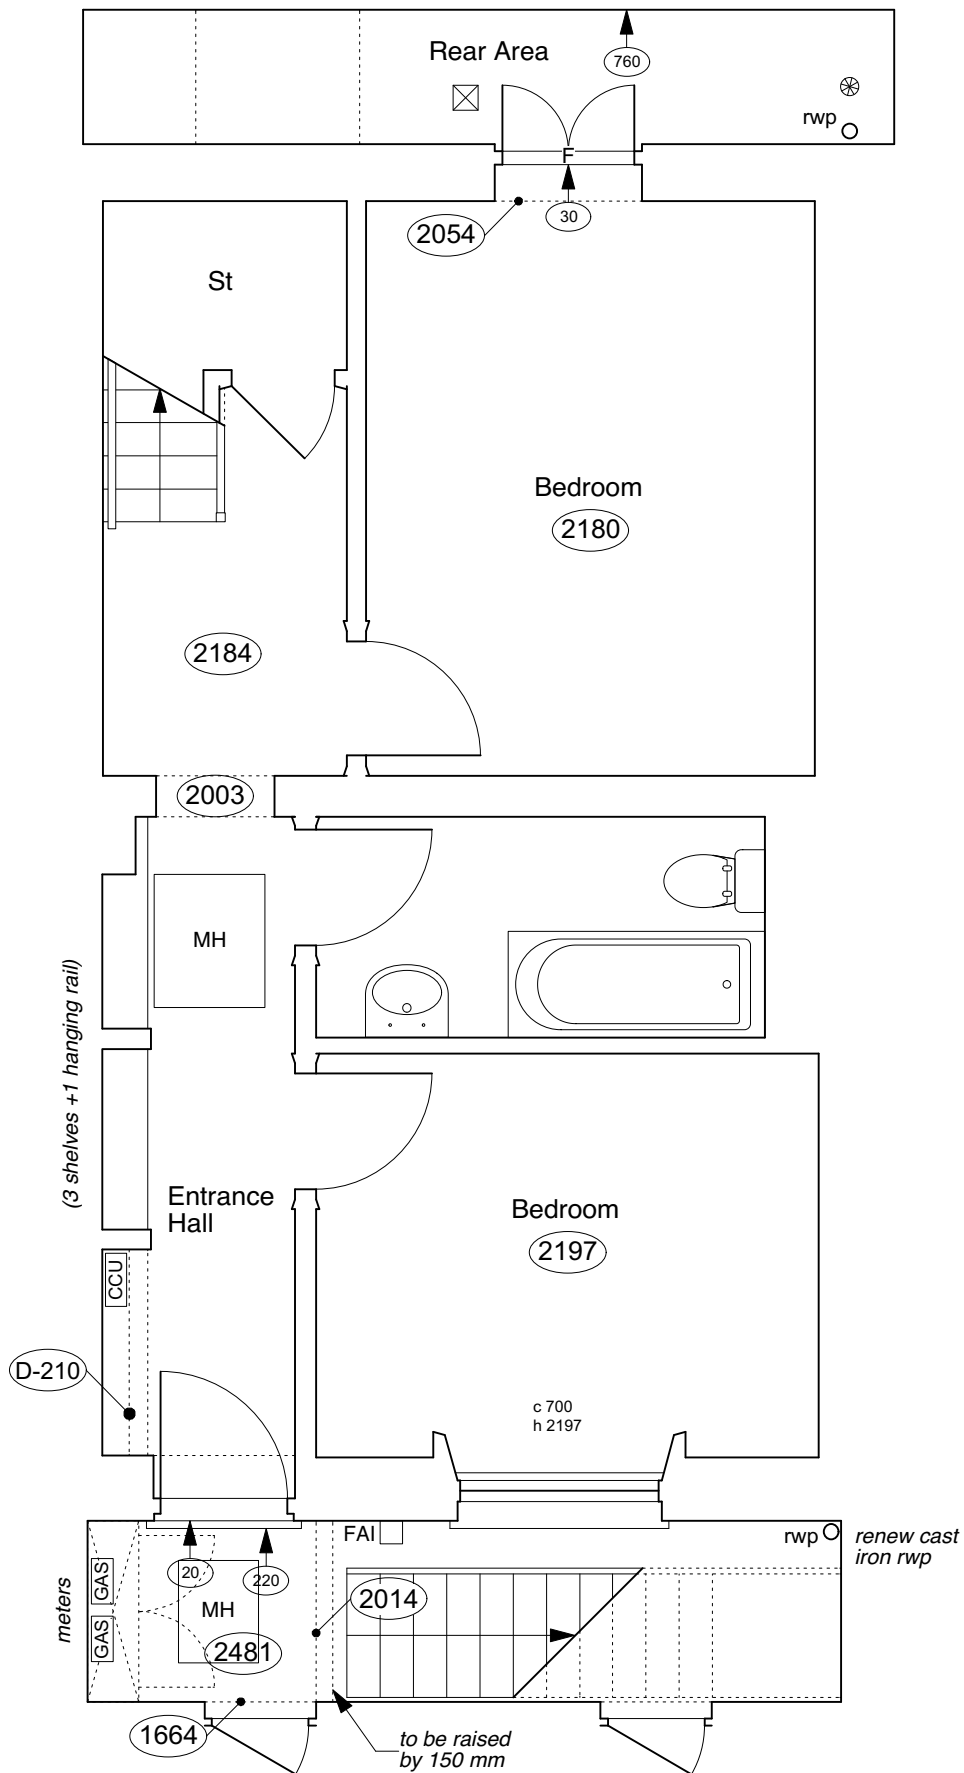 Rear Area
760
rwp
F
30
2054
St
Bedroom
2180
2184
2003
MH
(3 shelves +1 hanging rail)
Entrance
Hall
Bedroom
2197
CCU
D-210
c 700
h 2197
FAI
rwp
renew cast
iron rwp
meters
GAS
GAS
20
220
MH
2014
2481
1664
to be raised
by 150 mm